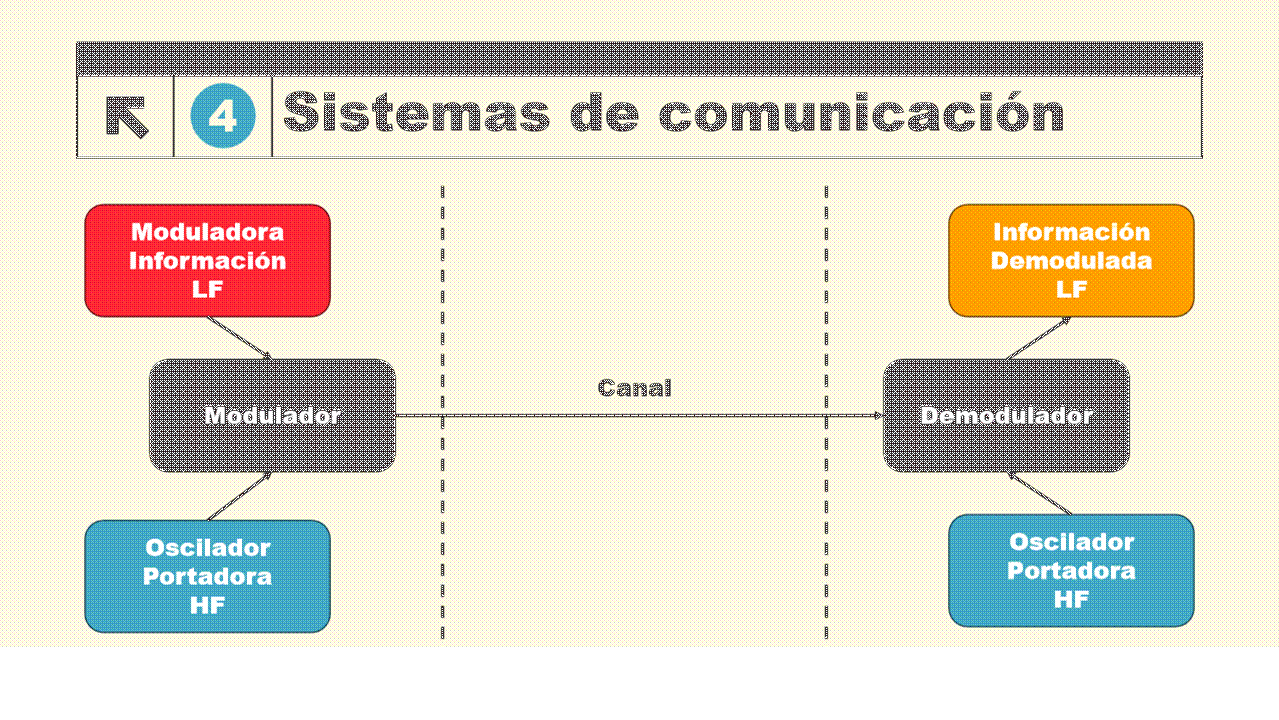 4
Sistemas de comunicación
Moduladora
Información
LF
Información
Demodulada
LF
Canal
Modulador
Demodulador
Oscilador
Portadora
HF
Oscilador
Portadora
HF